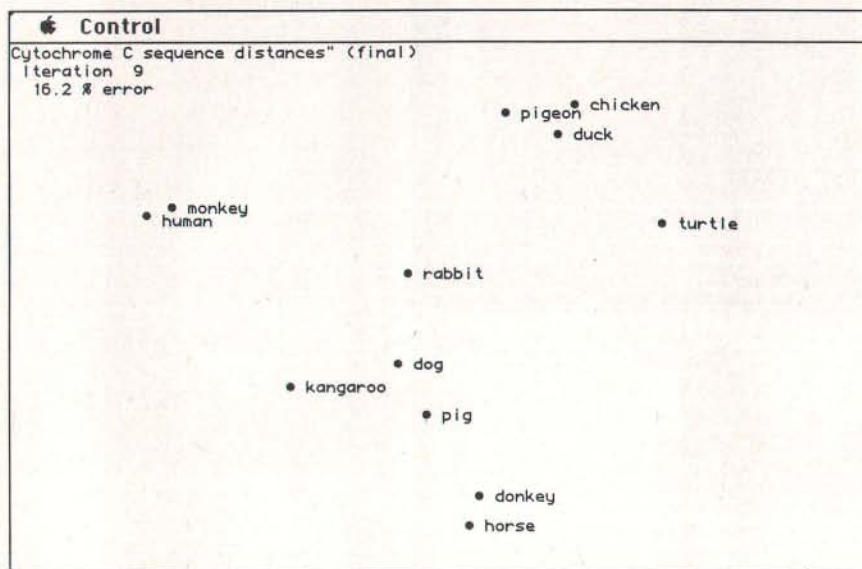 Control
Cytochrome C sequence distances" (final)
Iteration 9
16.2 % error
chicken
pigeon
duck
monkey
human
turtle
rabbit
dog
kangaroo
pig
donkey
horse